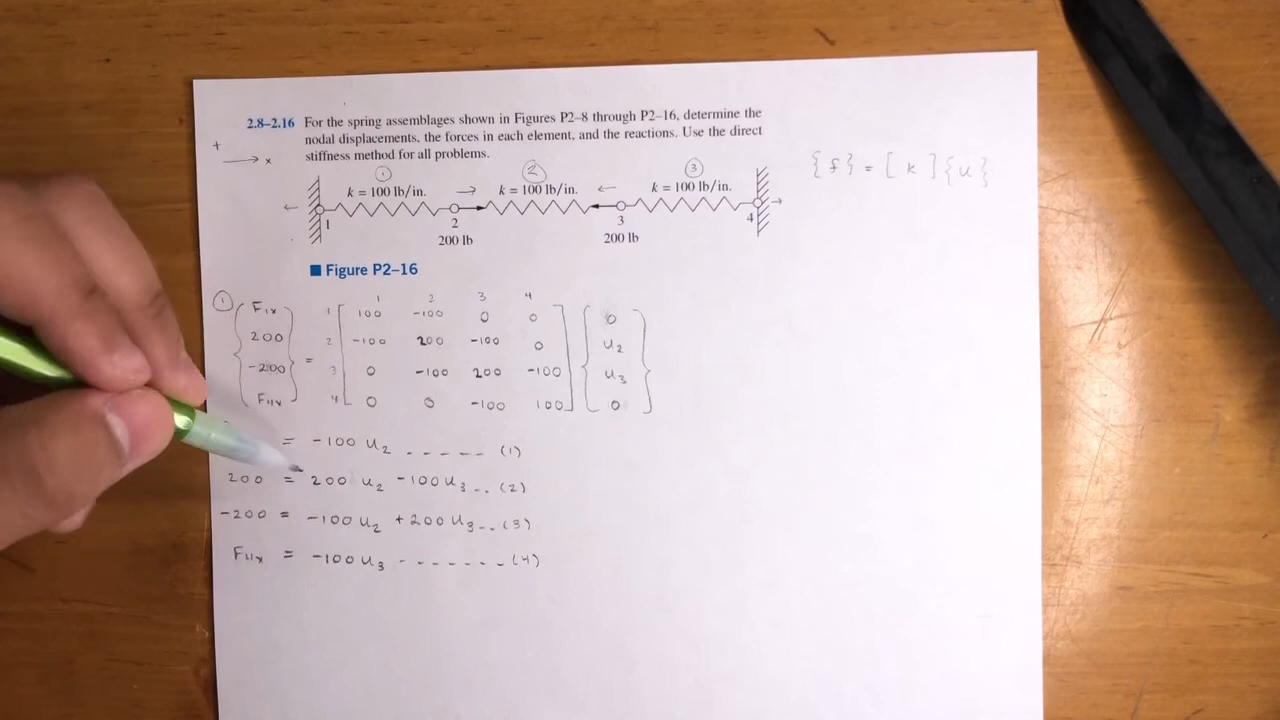 2.8–2.16 For the spring assemblages shown in Figures P2–8 through P2–16, determine the
nodal displacements, the forces in each element, and the reactions. Use the direct
stiffness method for all problems.
+
x
{f} = [k]{u}
① ② ③
k = 100 lb/in. k = 100 lb/in. k = 100 lb/in.
1 2 3 4
200 lb 200 lb
■ Figure P2–16
①
1 2 3 4
F1x 1 100 -100 0 0 0
200 2 -100 200 -100 0 u2
-200 = 3 0 -100 200 -100 u3
F4x 4 0 0 -100 100 0
= -100 u2 ..... (1)
200 = 200 u2 -100 u3 .. (2)
-200 = -100 u2 + 200 u3 .. (3)
F4x = -100 u3 ....... (4)